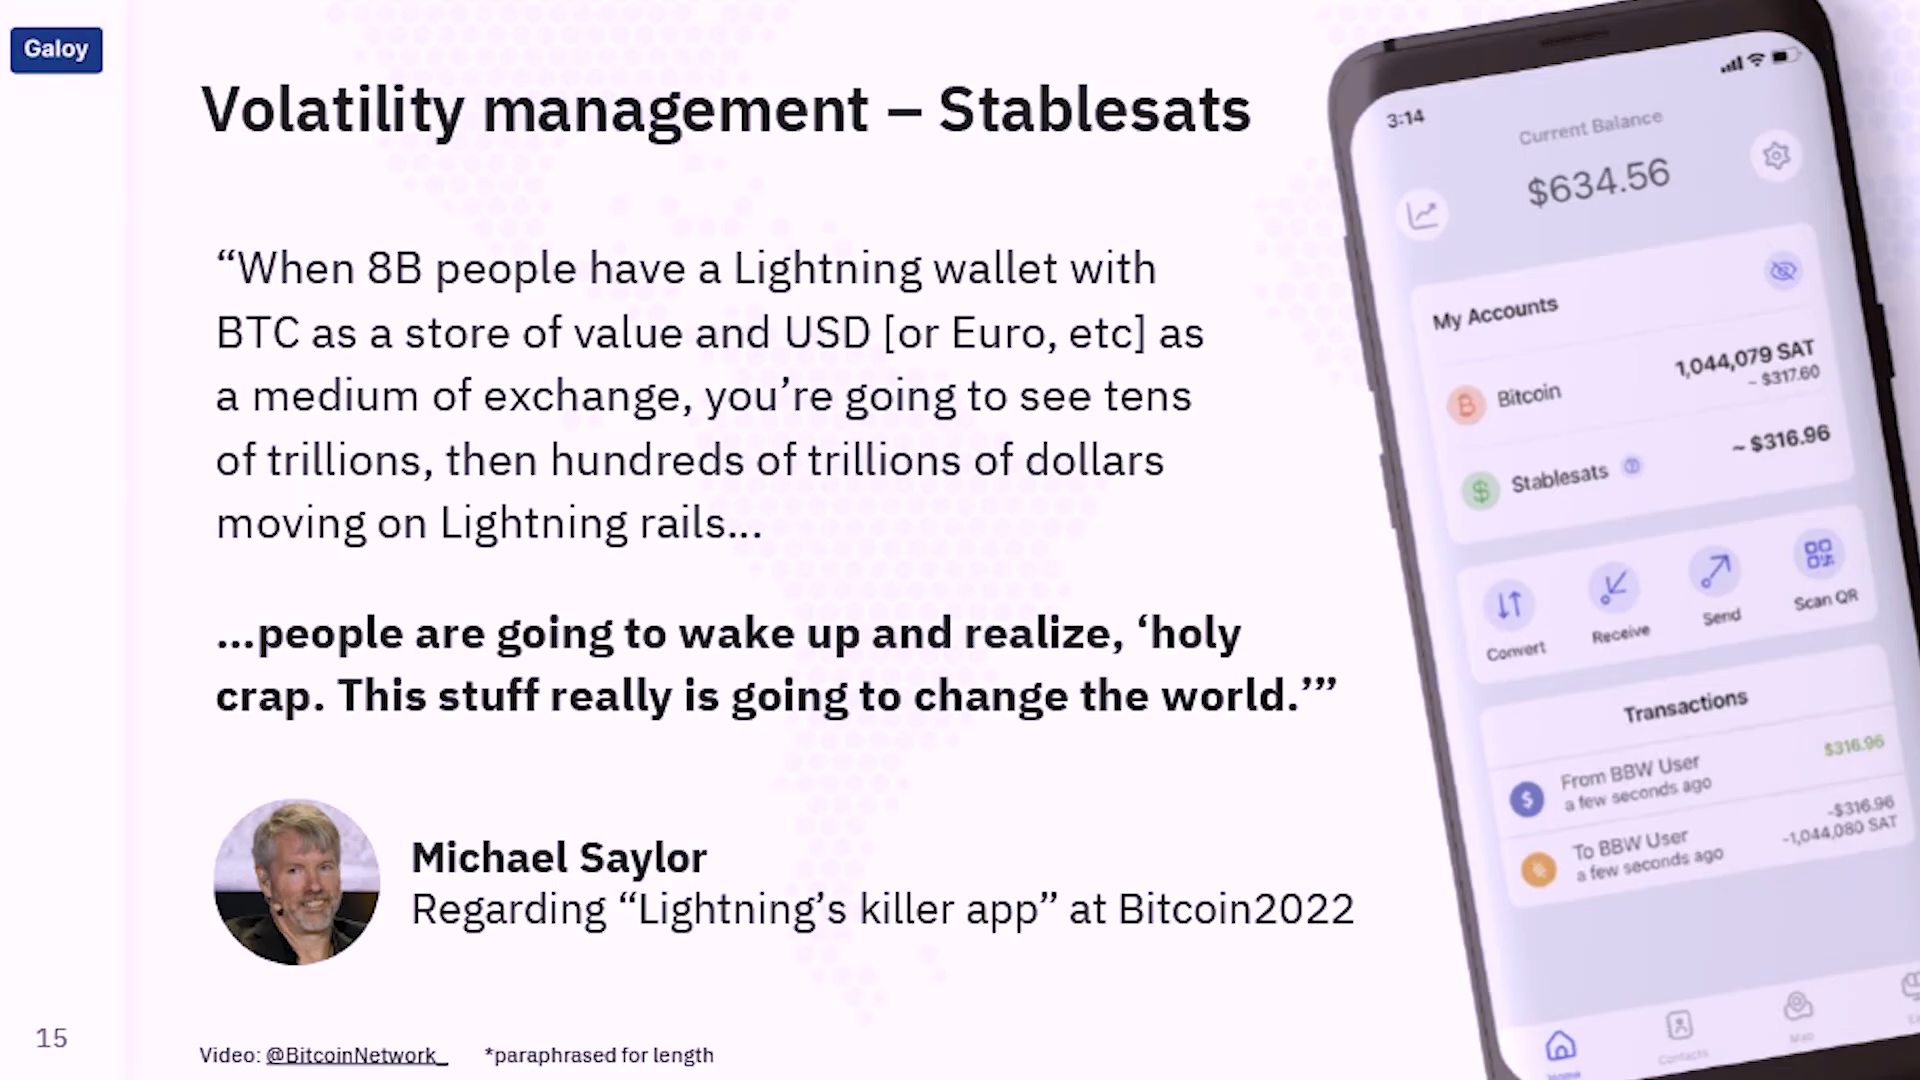 Galoy
Volatility management – Stablesats
“When 8B people have a Lightning wallet with
BTC as a store of value and USD [or Euro, etc] as
a medium of exchange, you’re going to see tens
of trillions, then hundreds of trillions of dollars
moving on Lightning rails...
...people are going to wake up and realize, ‘holy
crap. This stuff really is going to change the world.’”
Michael Saylor
Regarding “Lightning’s killer app” at Bitcoin2022
15
Video: @BitcoinNetwork_ *paraphrased for length
3:14
Current Balance
$634.56
My Accounts
Bitcoin 1,044,079 SAT
~ $317.60
Stablesats ~ $316.96
Convert Receive Send Scan QR
Transactions
From BBW User $316.96
a few seconds ago
To BBW User -$316.96
a few seconds ago -1,044,080 SAT
Home Contacts Map